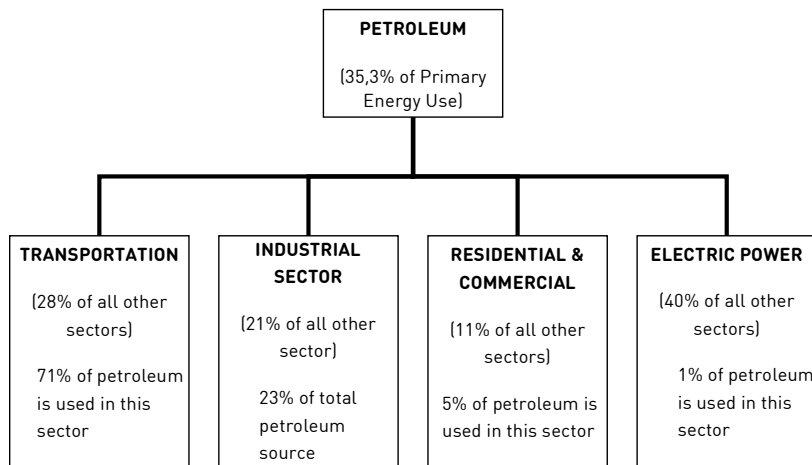 PETROLEUM
(35,3% of Primary
Energy Use)
TRANSPORTATION
(28% of all other
sectors)
71% of petroleum
is used in this
sector
INDUSTRIAL
SECTOR
(21% of all other
sector)
23% of total
petroleum
source
RESIDENTIAL &
COMMERCIAL
(11% of all other
sectors)
5% of petroleum is
used in this sector
ELECTRIC POWER
(40% of all other
sectors)
1% of petroleum
is used in this
sector